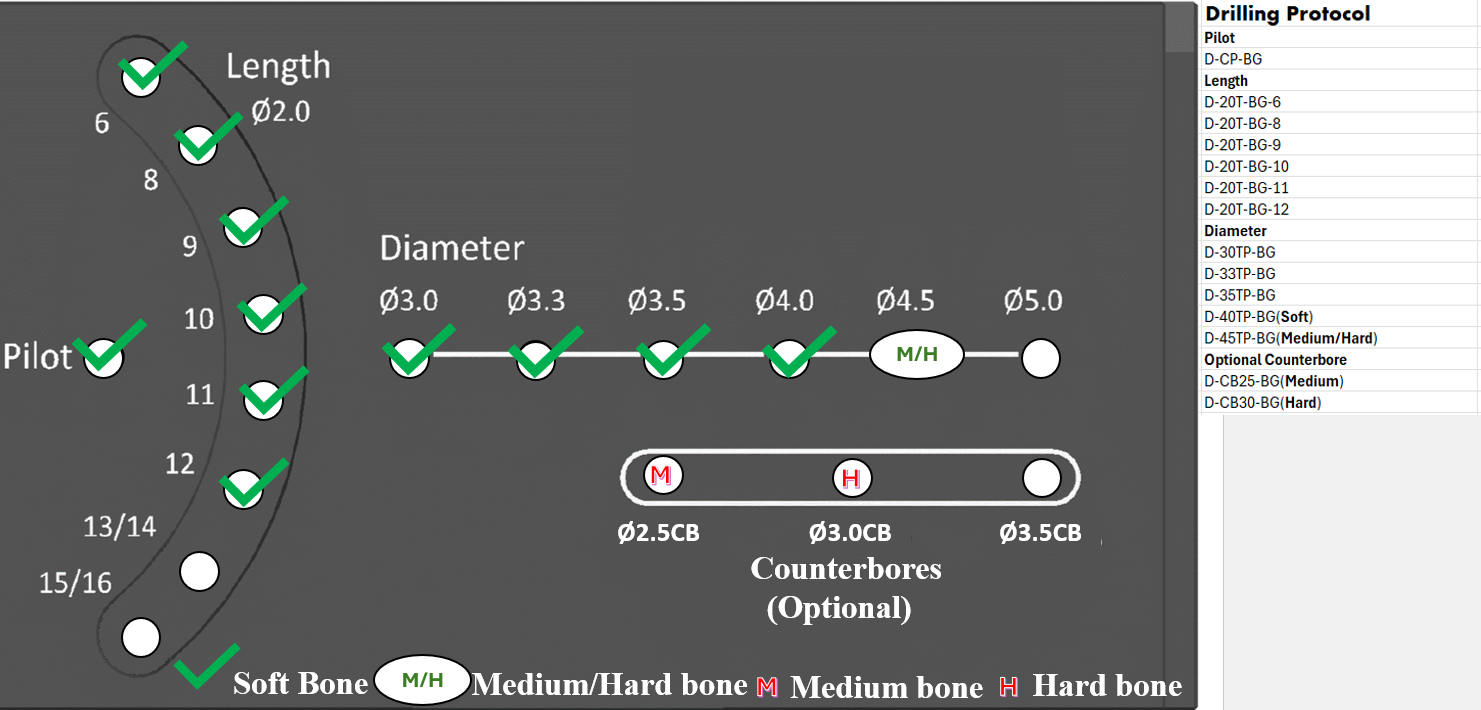 Length
Ø2.0
6
8
9
10
11
12
13/14
15/16
Pilot
Diameter
Ø3.0 Ø3.3 Ø3.5 Ø4.0 Ø4.5 Ø5.0
M/H
M H
Ø2.5CB Ø3.0CB Ø3.5CB
Counterbores
(Optional)
Soft Bone M/H Medium/Hard bone M Medium bone H Hard bone
Drilling Protocol
Pilot
D-CP-BG
Length
D-20T-BG-6
D-20T-BG-8
D-20T-BG-9
D-20T-BG-10
D-20T-BG-11
D-20T-BG-12
Diameter
D-30TP-BG
D-33TP-BG
D-35TP-BG
D-40TP-BG(Soft)
D-45TP-BG(Medium/Hard)
Optional Counterbore
D-CB25-BG(Medium)
D-CB30-BG(Hard)